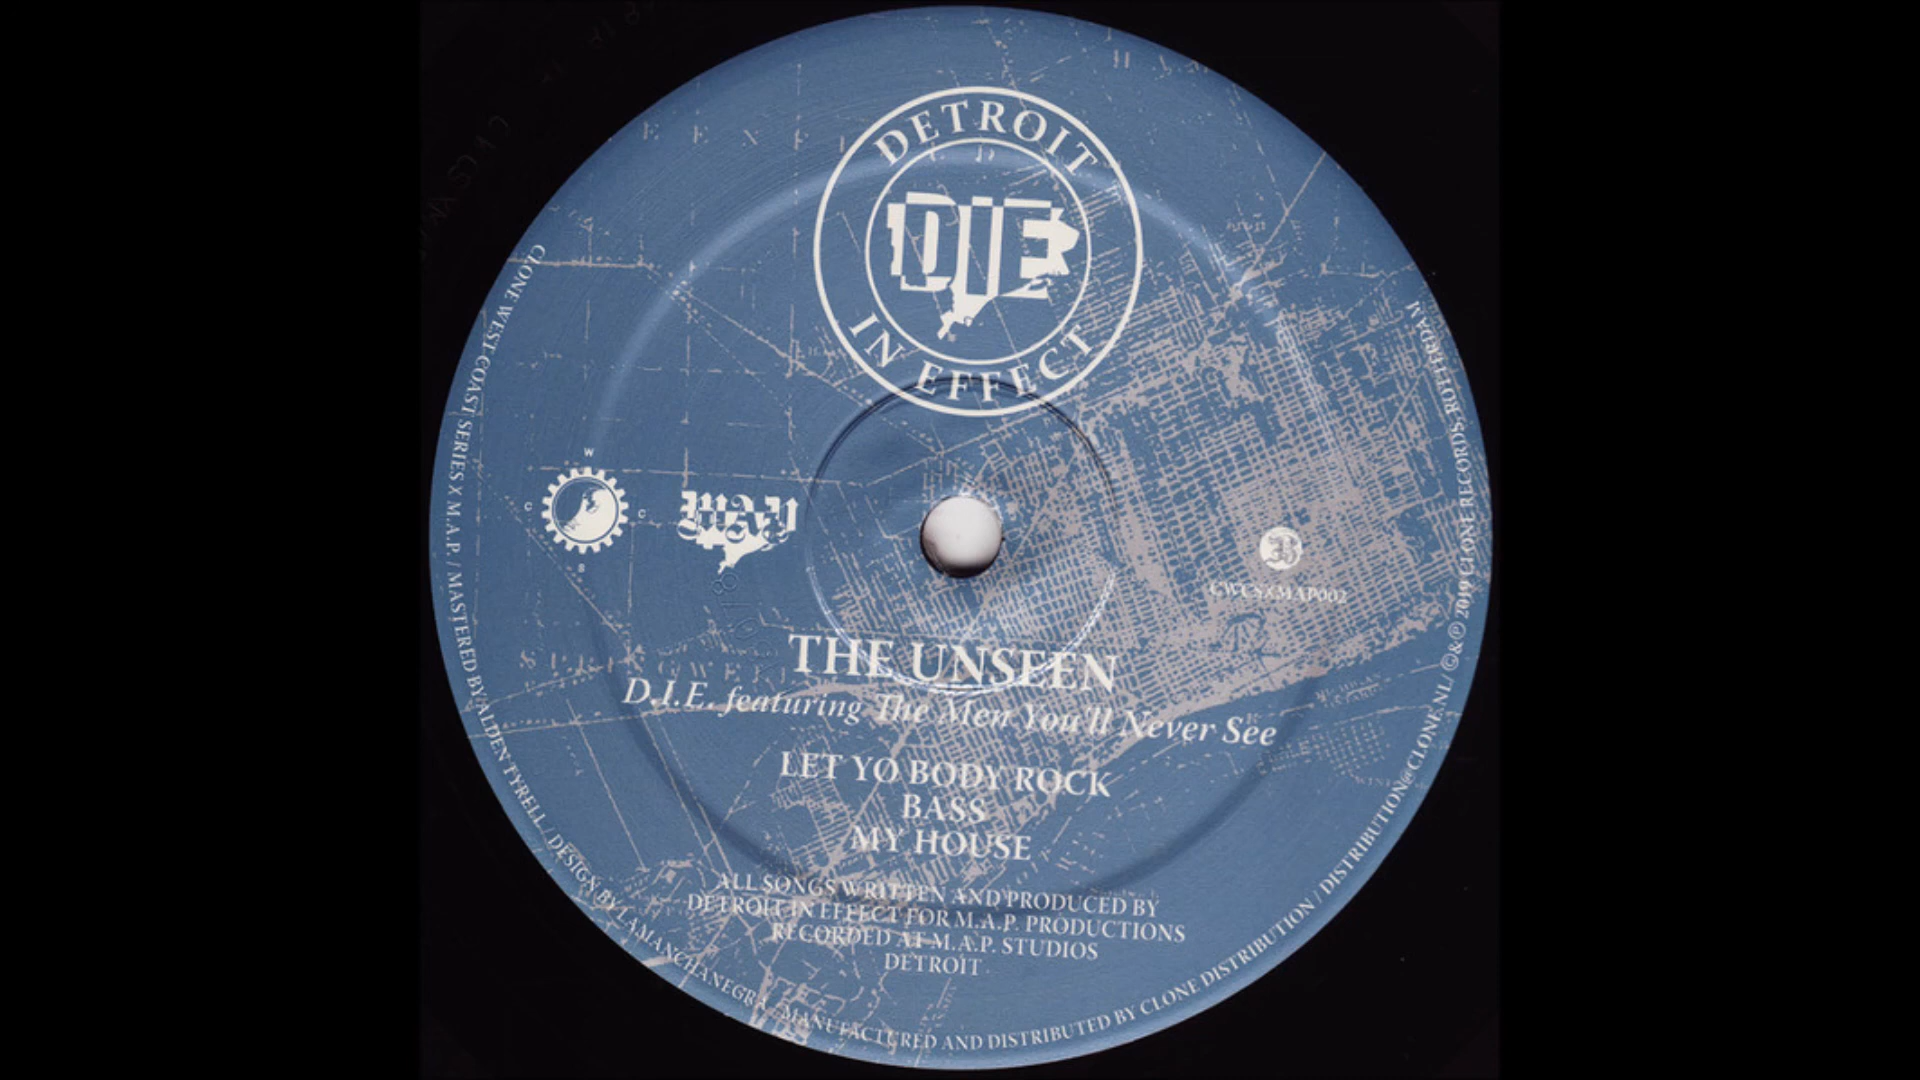 DETROIT
DIE
IN EFFECT
W
C C
S
MAP
B
CWCSXMAP002
THE UNSEEN
D.I.E. featuring The Men You'll Never See
LET YO BODY ROCK
BASS
MY HOUSE
ALL SONGS WRITTEN AND PRODUCED BY
DETROIT IN EFFECT FOR M.A.P. PRODUCTIONS
RECORDED AT M.A.P. STUDIOS
DETROIT
CLONE WEST COAST SERIES X M.A.P. / MASTERED BY ALDEN TYRELL / DESIGN BY LAMANCHANEGRA MANUFACTURED AND DISTRIBUTED BY CLONE DISTRIBUTION / DISTRIBUTION@CLONE.NL / ©&℗ 2019 CLONE RECORDS, ROTTERDAM